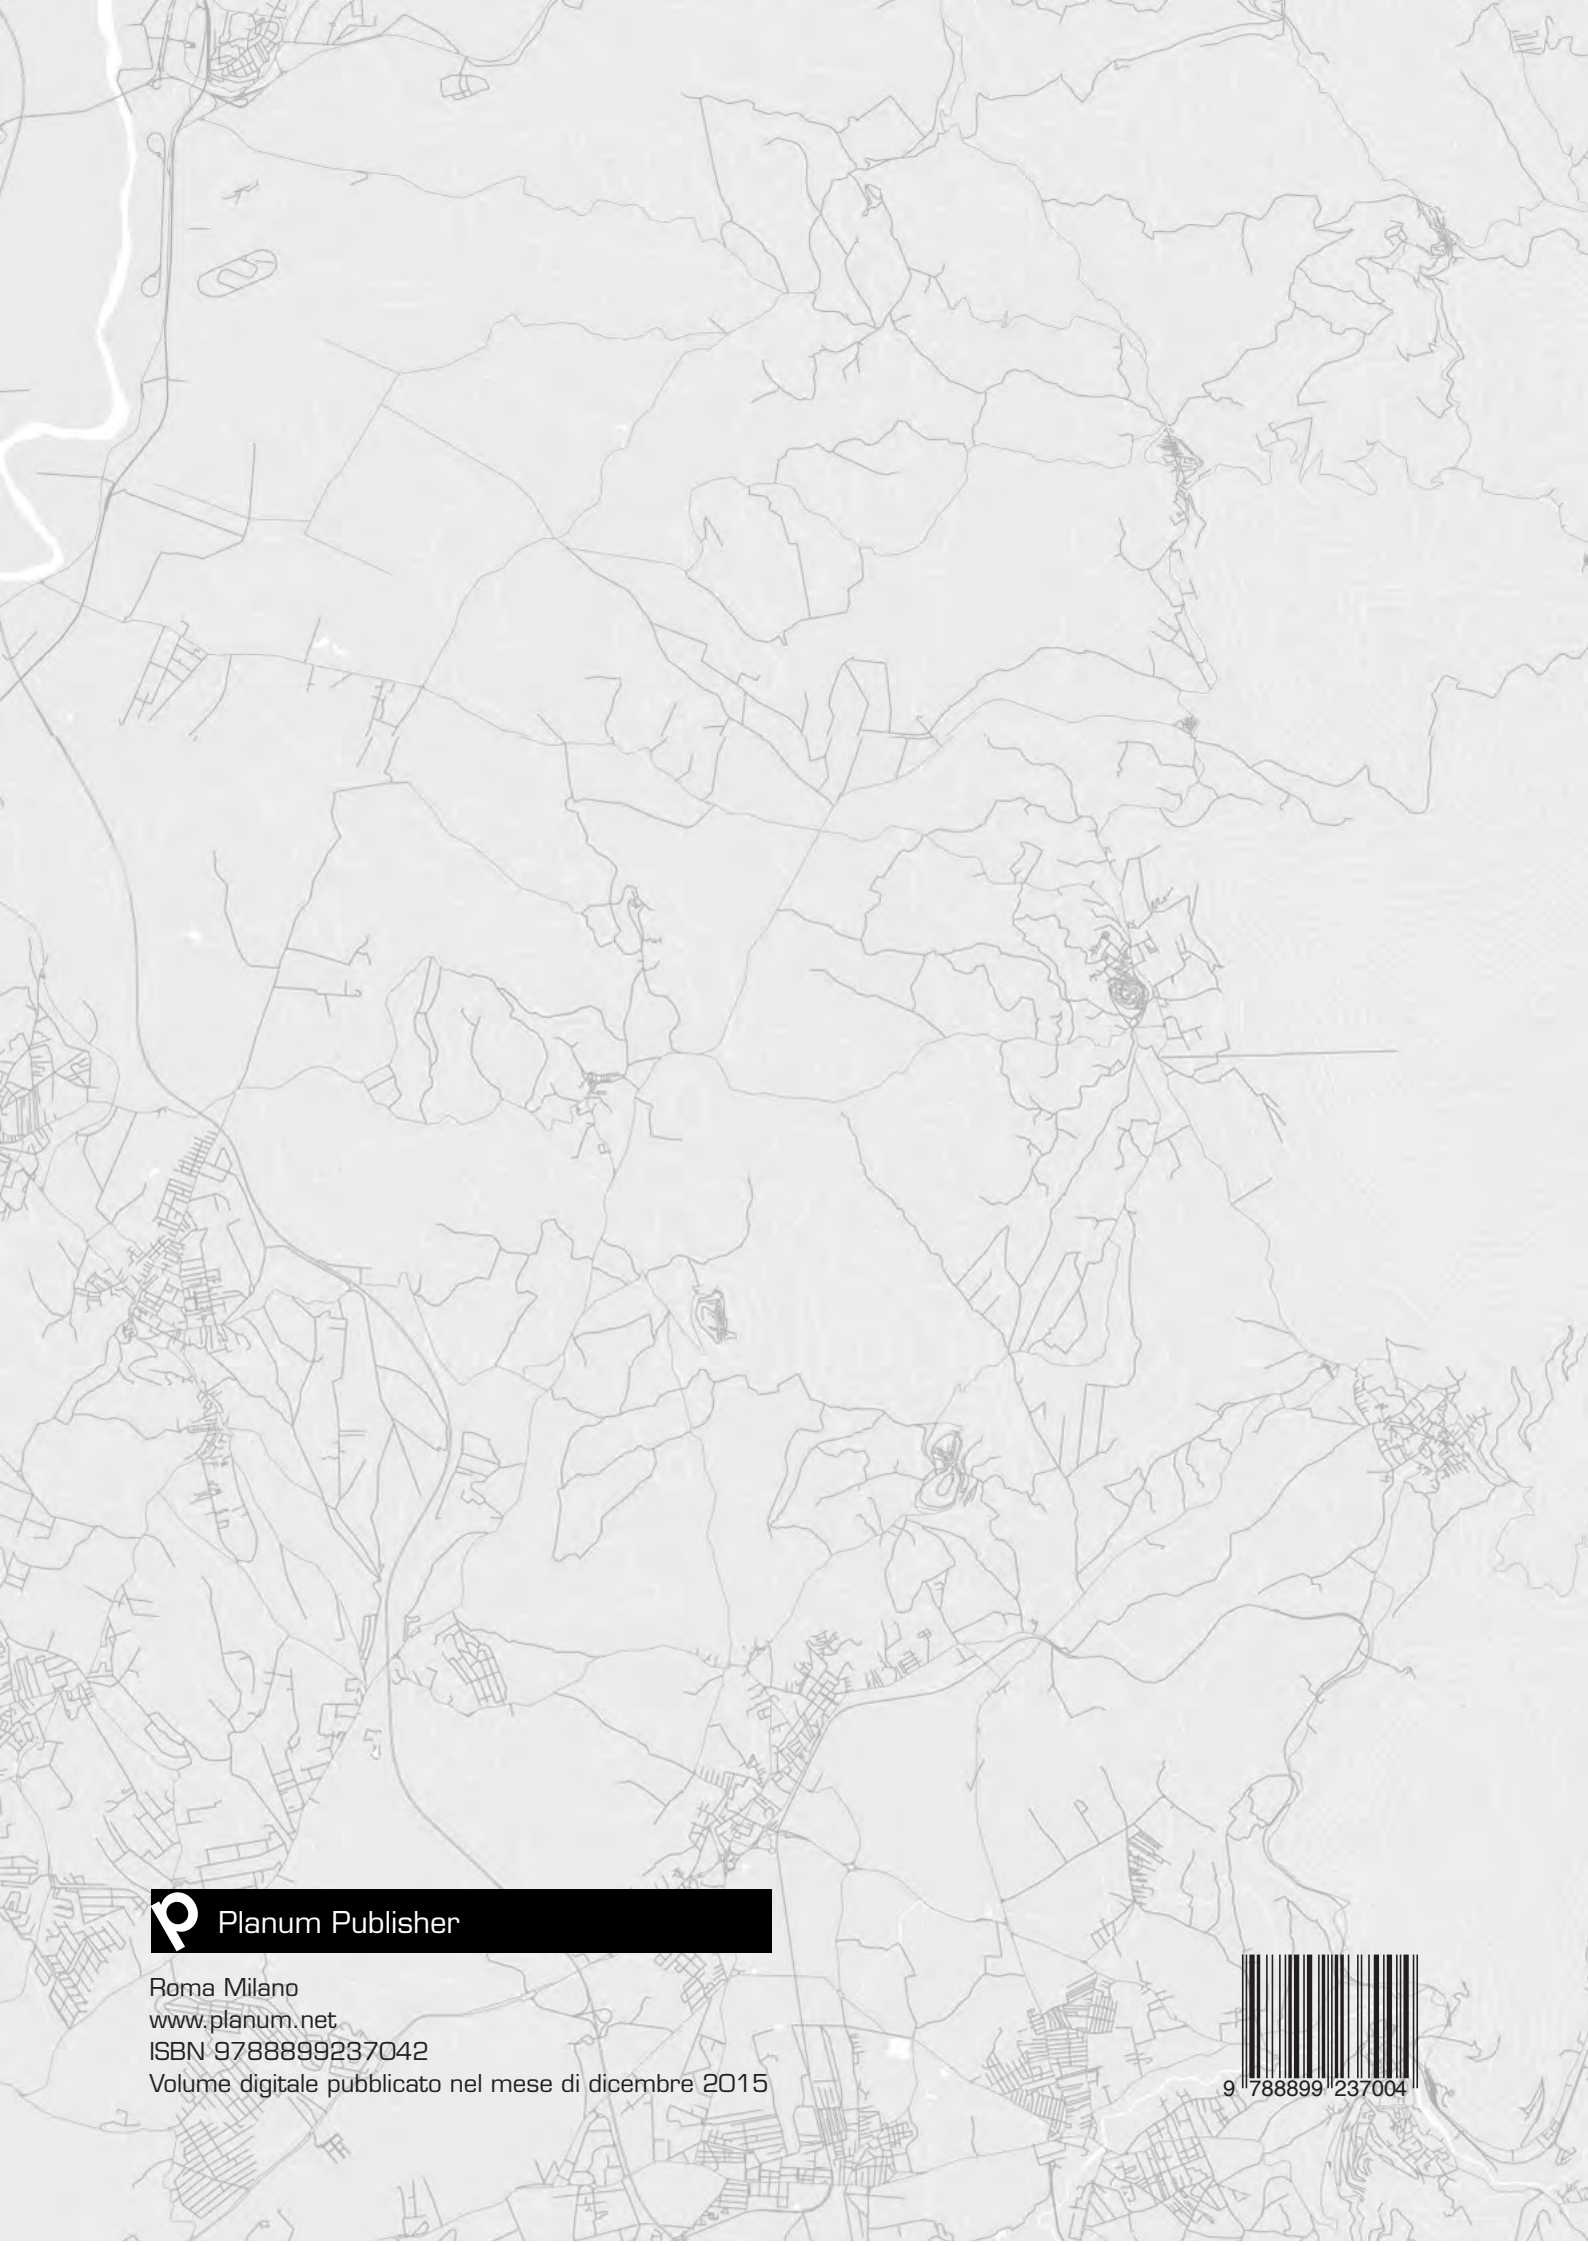 Planum Publisher
Roma Milano
www.planum.net
ISBN 9788899237042
Volume digitale pubblicato nel mese di dicembre 2015
9 788899 237004